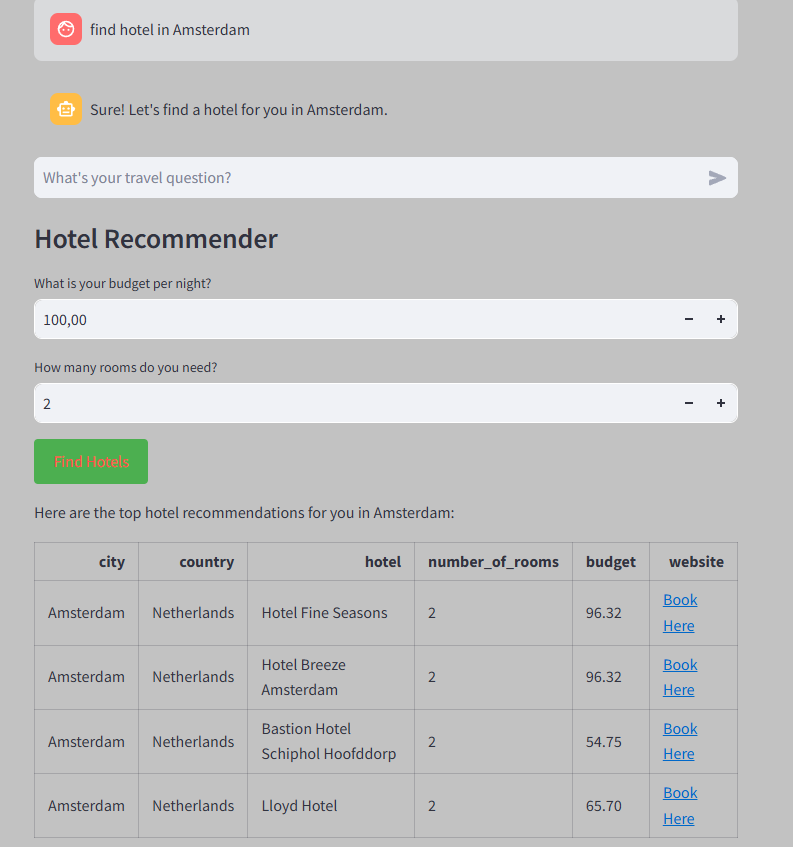 find hotel in Amsterdam
Sure! Let's find a hotel for you in Amsterdam.
What's your travel question?
Hotel Recommender
What is your budget per night?
100,00
How many rooms do you need?
2
Find Hotels
Here are the top hotel recommendations for you in Amsterdam:
city country hotel number_of_rooms budget website
Amsterdam Netherlands Hotel Fine Seasons 2 96.32 Book
Here
Amsterdam Netherlands Hotel Breeze
Amsterdam 2 96.32 Book
Here
Amsterdam Netherlands Bastion Hotel
Schiphol Hoofddorp 2 54.75 Book
Here
Amsterdam Netherlands Lloyd Hotel 2 65.70 Book
Here